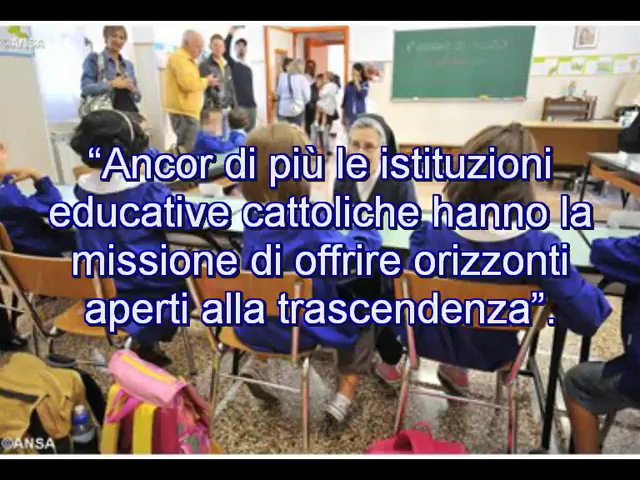 ©ANSA
“Ancor di più le istituzioni
educative cattoliche hanno la
missione di offrire orizzonti
aperti alla trascendenza”.
©ANSA